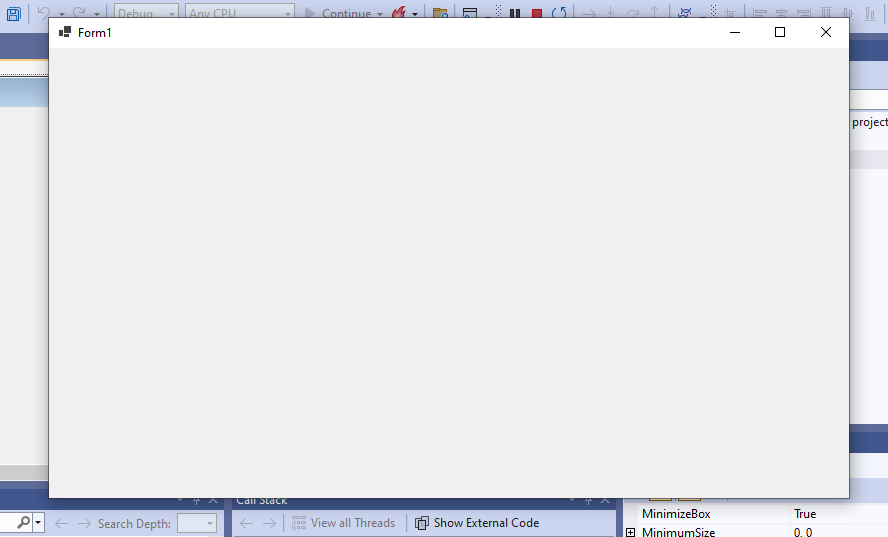 Debug Any CPU Continue
Form1
project
Call Stack
Search Depth: View all Threads Show External Code
MinimizeBox True
MinimumSize 0, 0